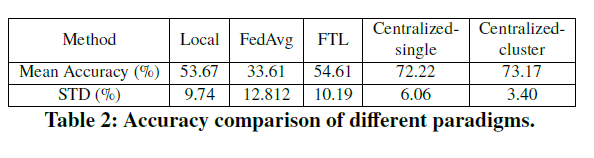 Method Local FedAvg FTL Centralized-single Centralized-cluster
Mean Accuracy (%) 53.67 33.61 54.61 72.22 73.17
STD (%) 9.74 12.812 10.19 6.06 3.40
Table 2: Accuracy comparison of different paradigms.